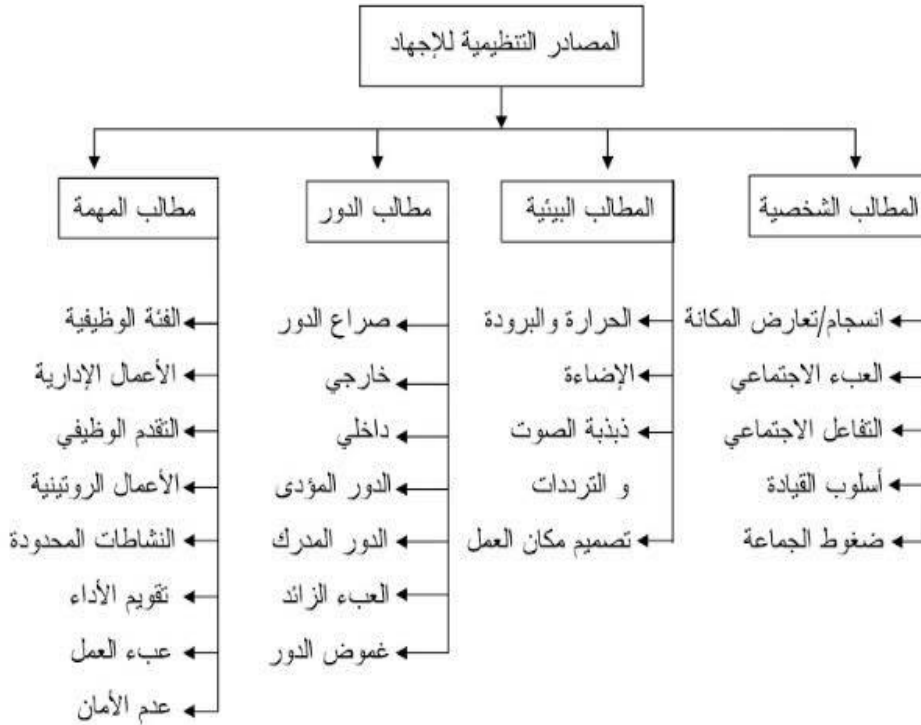 المصادر التنظيمية للإجهاد
المطالب الشخصية
انسجام/تعارض المكانة
العبء الاجتماعي
التفاعل الاجتماعي
أسلوب القيادة
ضغوط الجماعة
المطالب البيئية
الحرارة والبرودة
الإضاءة
ذبذبة الصوت
و الترددات
تصميم مكان العمل
مطالب الدور
صراع الدور
خارجي
داخلي
الدور المؤدى
الدور المدرك
العبء الزائد
غموض الدور
مطالب المهمة
الفئة الوظيفية
الأعمال الإدارية
التقدم الوظيفي
الأعمال الروتينية
النشاطات المحدودة
تقويم الأداء
عبء العمل
عدم الأمان